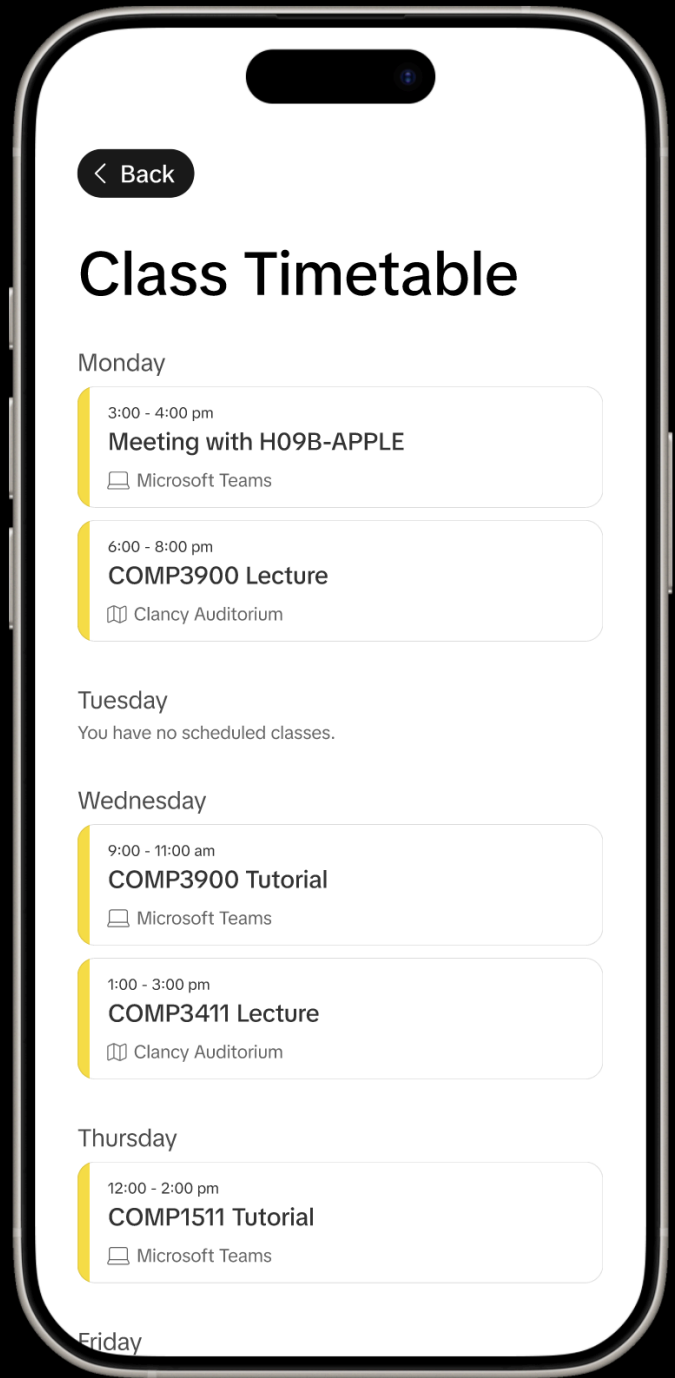 Back
Class Timetable
Monday
3:00 - 4:00 pm
Meeting with H09B-APPLE
Microsoft Teams
6:00 - 8:00 pm
COMP3900 Lecture
Clancy Auditorium
Tuesday
You have no scheduled classes.
Wednesday
9:00 - 11:00 am
COMP3900 Tutorial
Microsoft Teams
1:00 - 3:00 pm
COMP3411 Lecture
Clancy Auditorium
Thursday
12:00 - 2:00 pm
COMP1511 Tutorial
Microsoft Teams
Friday